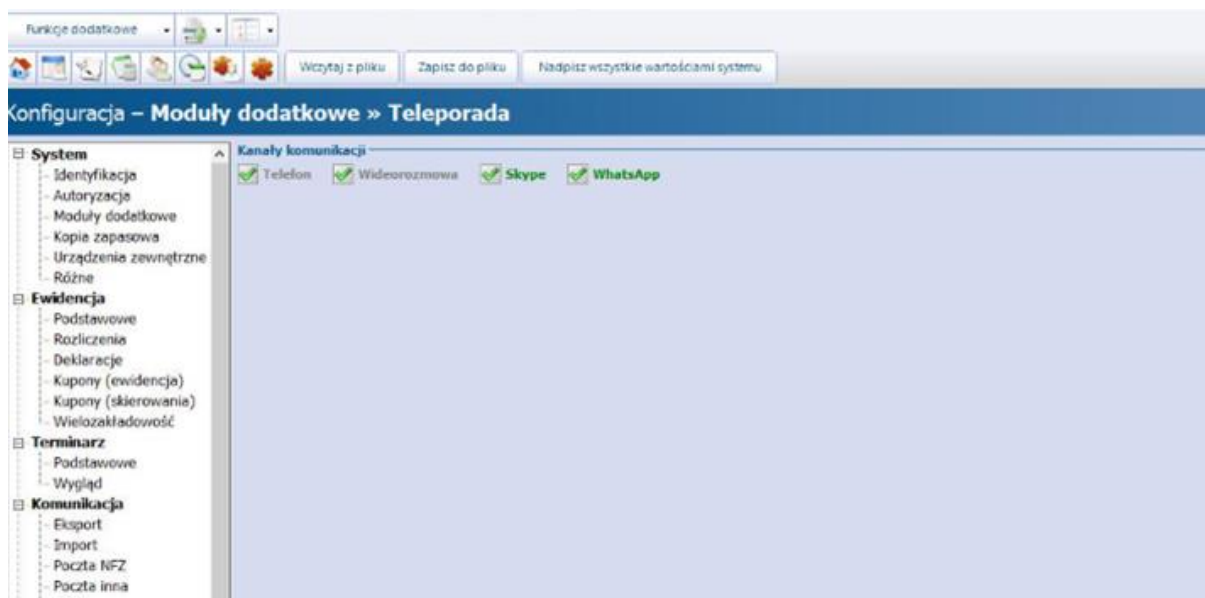 Funkcje dodatkowe
Wczytaj z pliku Zapisz do pliku Nadpisz wszystkie wartościami systemu
Konfiguracja – Moduły dodatkowe » Teleporada
System
Identyfikacja
Autoryzacja
Moduły dodatkowe
Kopia zapasowa
Urządzenia zewnętrzne
Różne
Ewidencja
Podstawowe
Rozliczenia
Deklaracje
Kupony (ewidencja)
Kupony (skierowania)
Wielozakładowość
Terminarz
Podstawowe
Wygląd
Komunikacja
Eksport
Import
Poczta NFZ
Poczta inna
Kanały komunikacji
Telefon Wideorozmowa Skype WhatsApp